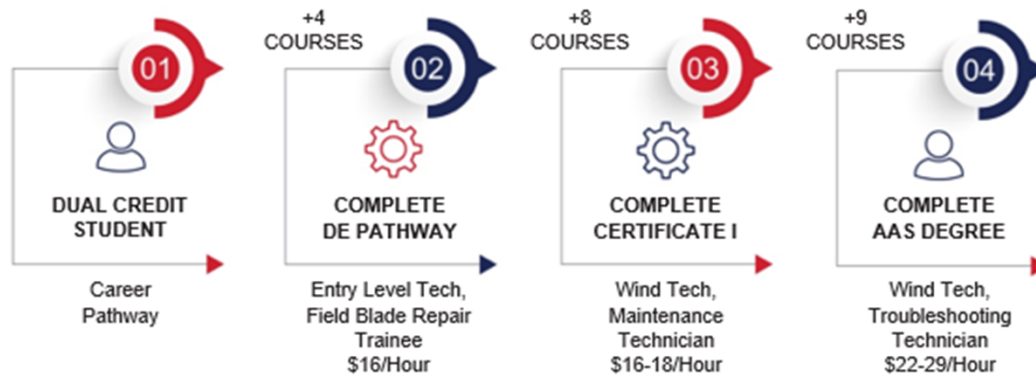 01
DUAL CREDIT
STUDENT
Career
Pathway
+4
COURSES
02
COMPLETE
DE PATHWAY
Entry Level Tech,
Field Blade Repair
Trainee
$16/Hour
+8
COURSES
03
COMPLETE
CERTIFICATE I
Wind Tech,
Maintenance
Technician
$16-18/Hour
+9
COURSES
04
COMPLETE
AAS DEGREE
Wind Tech,
Troubleshooting
Technician
$22-29/Hour